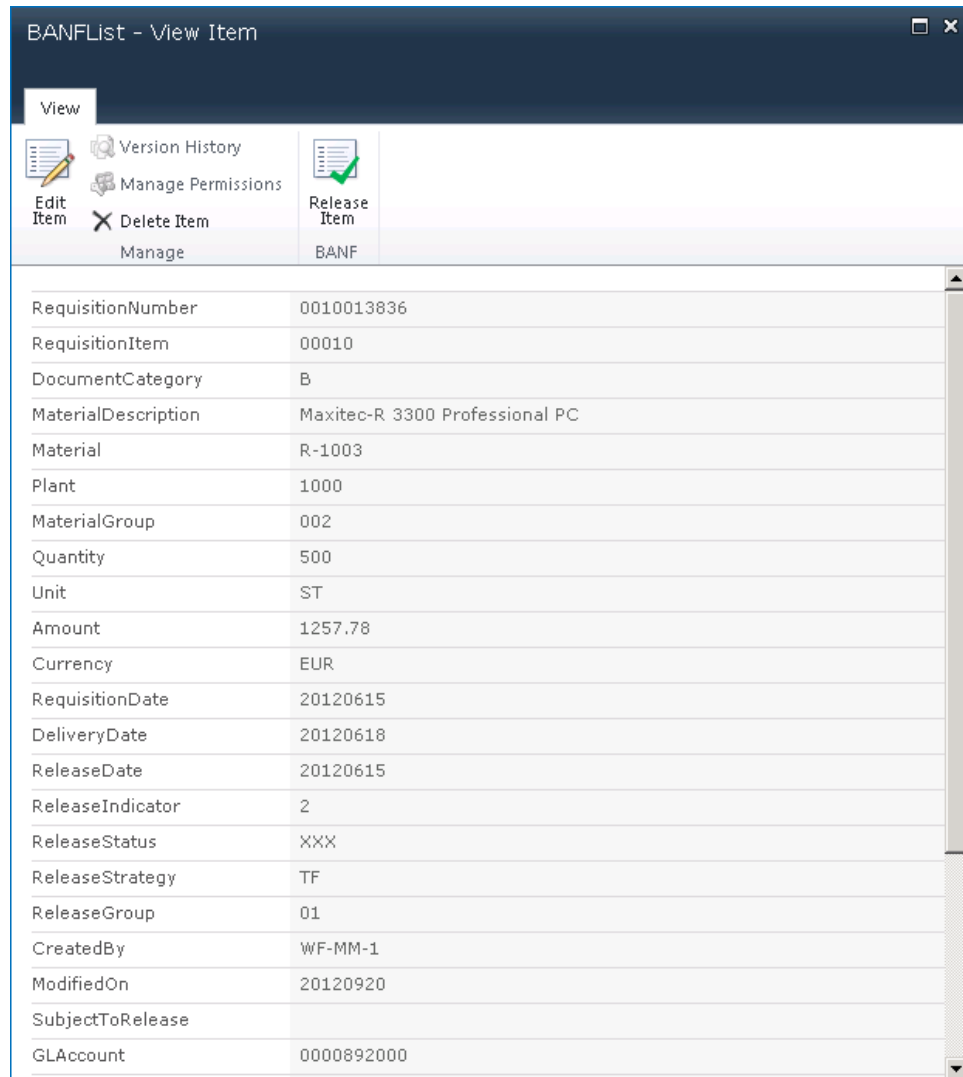 BANFList - View Item
View
Edit Item
Version History
Manage Permissions
Delete Item
Manage
Release Item
BANF
RequisitionNumber 0010013836
RequisitionItem 00010
DocumentCategory B
MaterialDescription Maxitec-R 3300 Professional PC
Material R-1003
Plant 1000
MaterialGroup 002
Quantity 500
Unit ST
Amount 1257.78
Currency EUR
RequisitionDate 20120615
DeliveryDate 20120618
ReleaseDate 20120615
ReleaseIndicator 2
ReleaseStatus XXX
ReleaseStrategy TF
ReleaseGroup 01
CreatedBy WF-MM-1
ModifiedOn 20120920
SubjectToRelease
GLAccount 0000892000